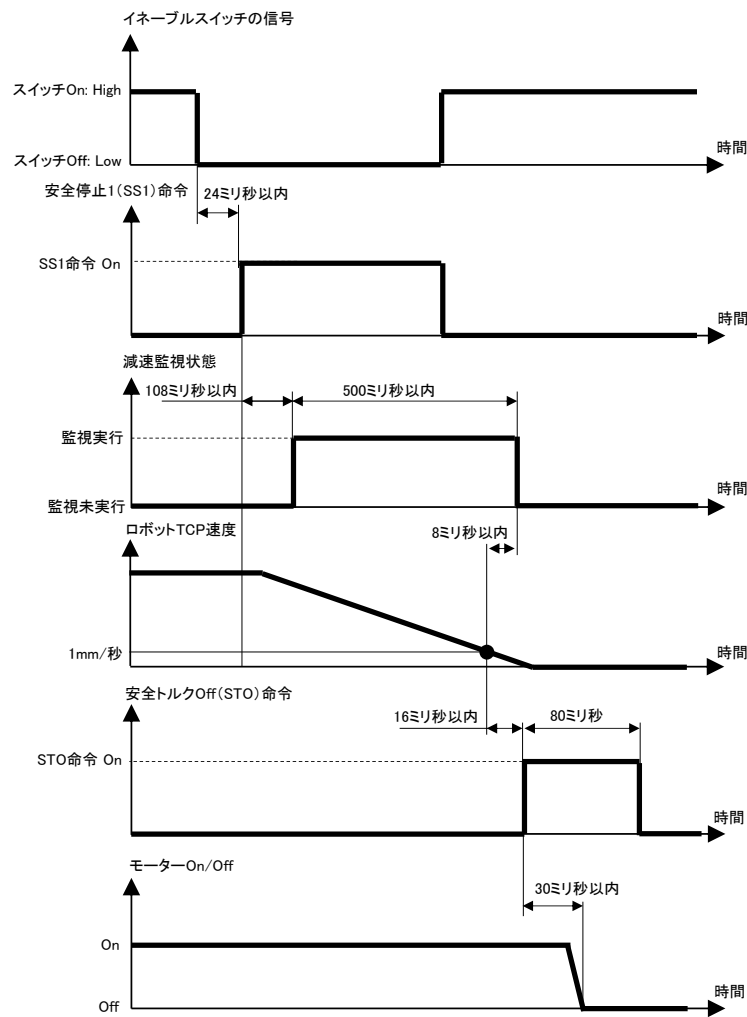 イネーブルスイッチの信号
スイッチOn: High
スイッチOff: Low
時間
安全停止1(SS1)命令
24ミリ秒以内
SS1命令 On
時間
減速監視状態
108ミリ秒以内
500ミリ秒以内
監視実行
監視未実行
時間
ロボットTCP速度
8ミリ秒以内
1mm/秒
時間
安全トルクOff(STO)命令
16ミリ秒以内
80ミリ秒
STO命令 On
時間
モーターOn/Off
30ミリ秒以内
On
Off
時間